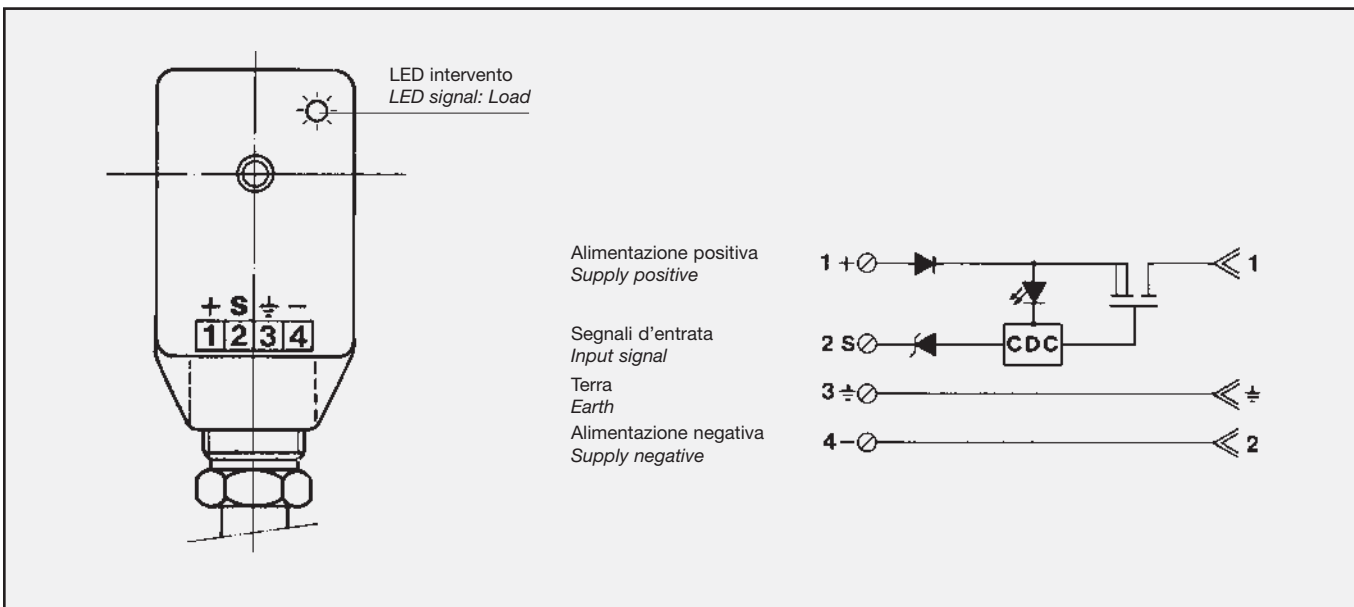 LED intervento
LED signal: Load
+ S ⏚ −
1 2 3 4
Alimentazione positiva
Supply positive
1 +
1
Segnali d'entrata
Input signal
2 S
CDC
Terra
Earth
3 ⏚
⏚
Alimentazione negativa
Supply negative
4 −
2